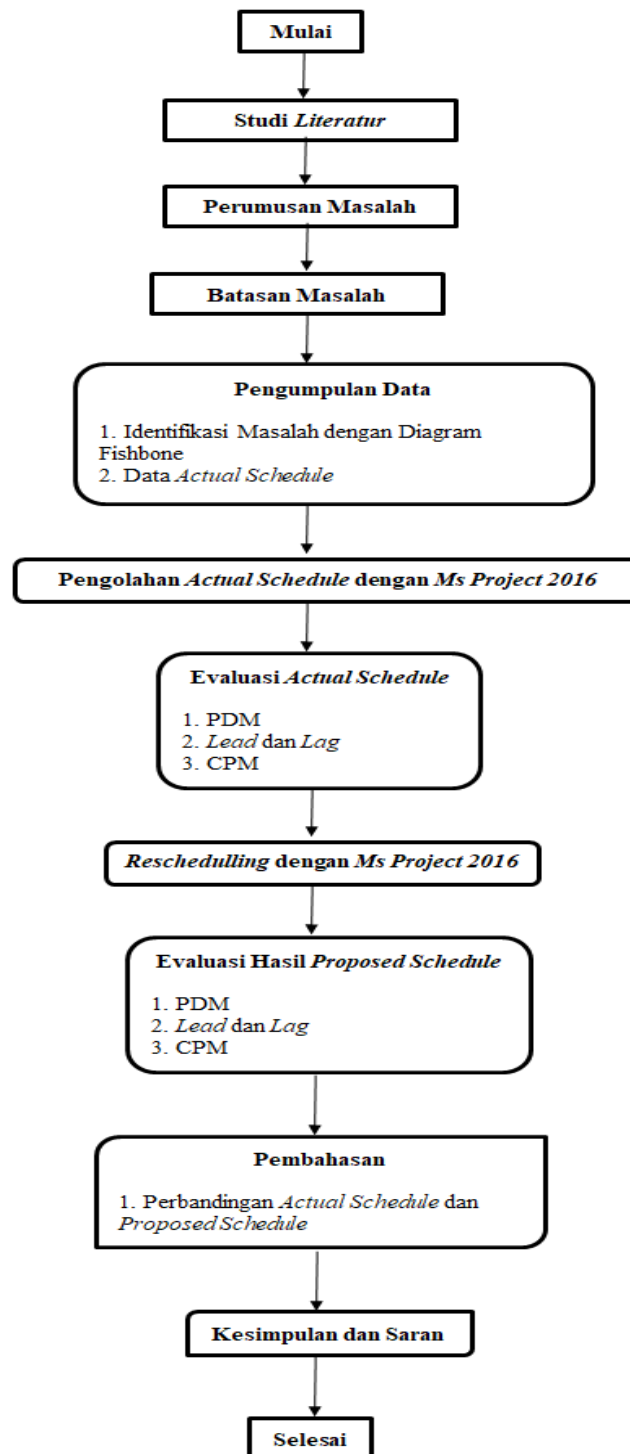 Mulai
Studi Literatur
Perumusan Masalah
Batasan Masalah
Pengumpulan Data
1. Identifikasi Masalah dengan Diagram
Fishbone
2. Data Actual Schedule
Pengolahan Actual Schedule dengan Ms Project 2016
Evaluasi Actual Schedule
1. PDM
2. Lead dan Lag
3. CPM
Reschedulling dengan Ms Project 2016
Evaluasi Hasil Proposed Schedule
1. PDM
2. Lead dan Lag
3. CPM
Pembahasan
1. Perbandingan Actual Schedule dan
Proposed Schedule
Kesimpulan dan Saran
Selesai